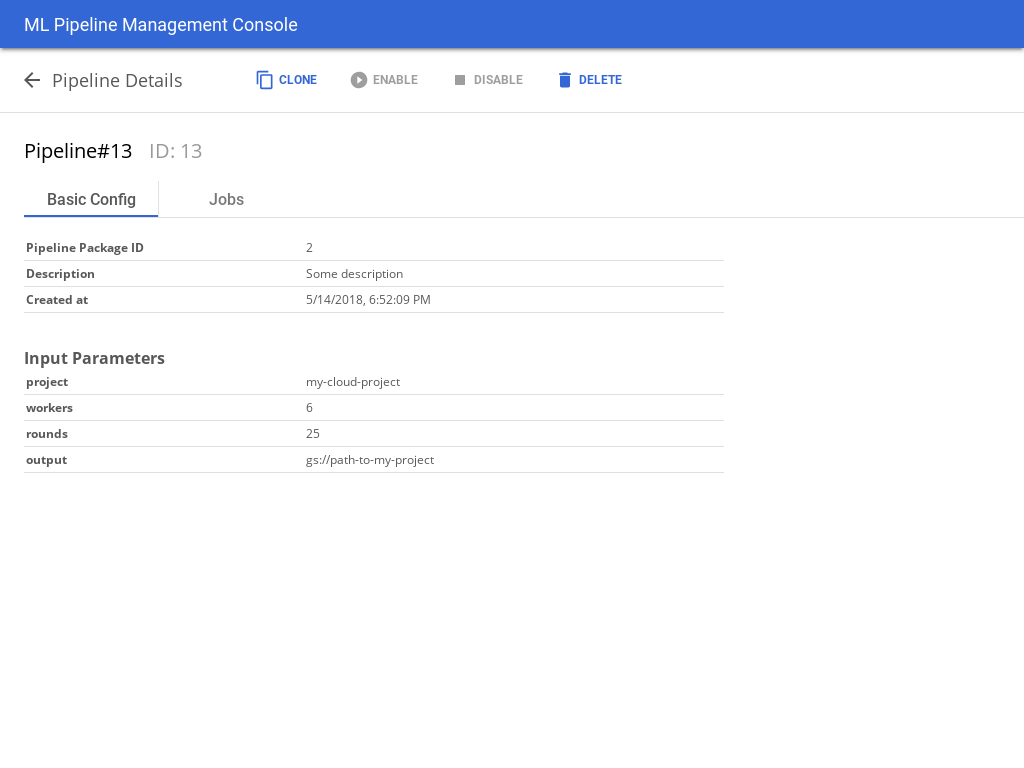 ML Pipeline Management Console
Pipeline Details CLONE ENABLE DISABLE DELETE
Pipeline#13 ID: 13
Basic Config Jobs
Pipeline Package ID 2
Description Some description
Created at 5/14/2018, 6:52:09 PM
Input Parameters
project my-cloud-project
workers 6
rounds 25
output gs://path-to-my-project